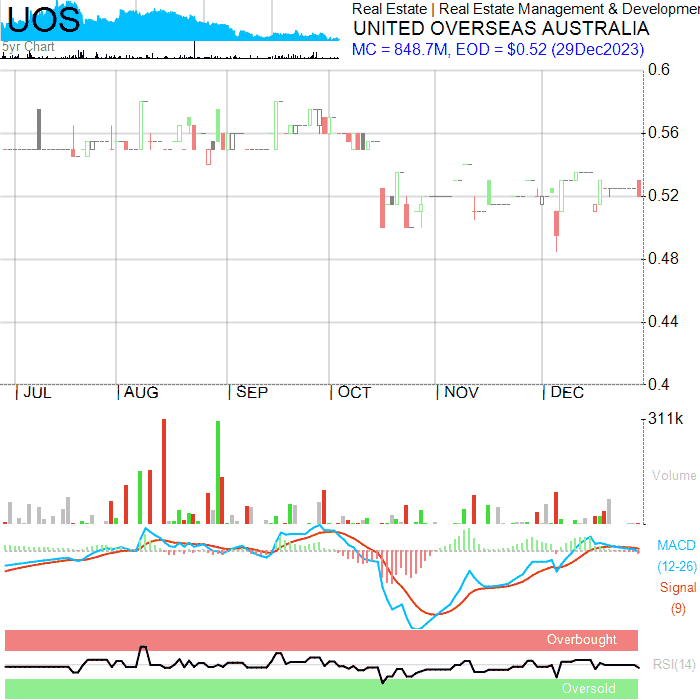 UOS
5yr Chart
Real Estate | Real Estate Management & Developmen
UNITED OVERSEAS AUSTRALIA
MC = 848.7M, EOD = $0.52 (29Dec2023)
0.6
0.56
0.52
0.48
0.44
0.4
| JUL | AUG | SEP | OCT | NOV | DEC
311k
Volume
MACD
(12-26)
Signal
(9)
Overbought
RSI(14)
Oversold